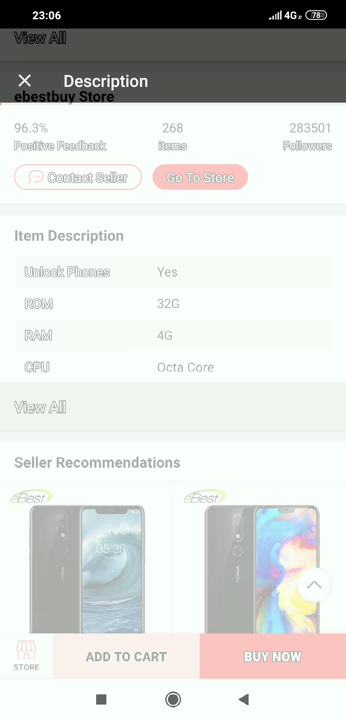 23:06
4G
78
View All
Description
ebestbuy Store
96.3%
268
283501
Positive Feedback
items
Followers
Contact Seller
Go To Store
Item Description
Unlock Phones
Yes
ROM
32G
RAM
4G
CPU
Octa Core
View All
Seller Recommendations
eBest
eBest
05:30
STORE
ADD TO CART
BUY NOW